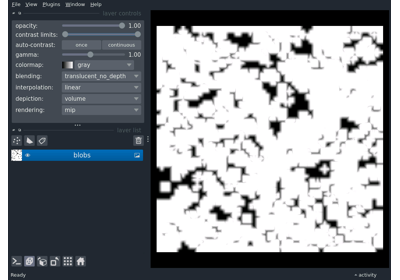 File View Plugins Window Help
layer controls
opacity: 1.00
contrast limits:
auto-contrast: once continuous
gamma: 1.00
colormap: gray
blending: translucent_no_depth
interpolation: linear
depiction: volume
rendering: mip
layer list
blobs
Ready activity